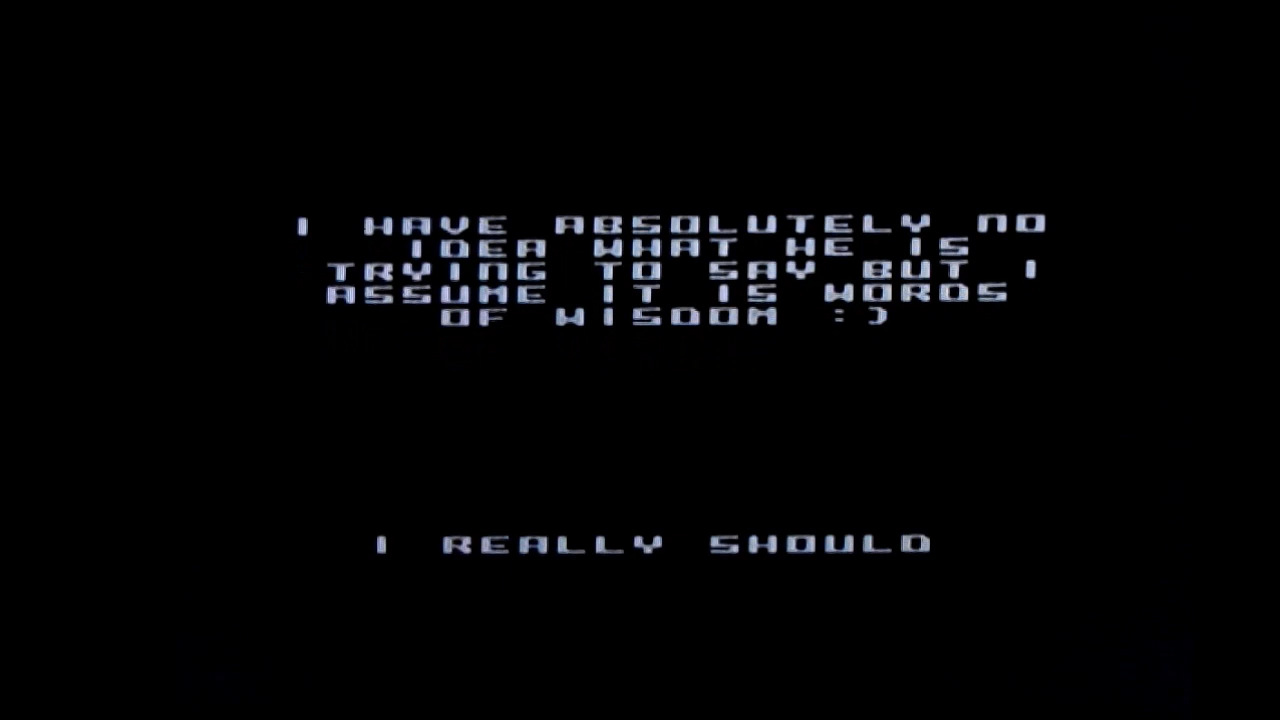 I HAVE ABSOLUTELY NO
IDEA WHAT HE IS
TRYING TO SAY BUT I
ASSUME IT IS WORDS
OF WISDOM :)
I REALLY SHOULD